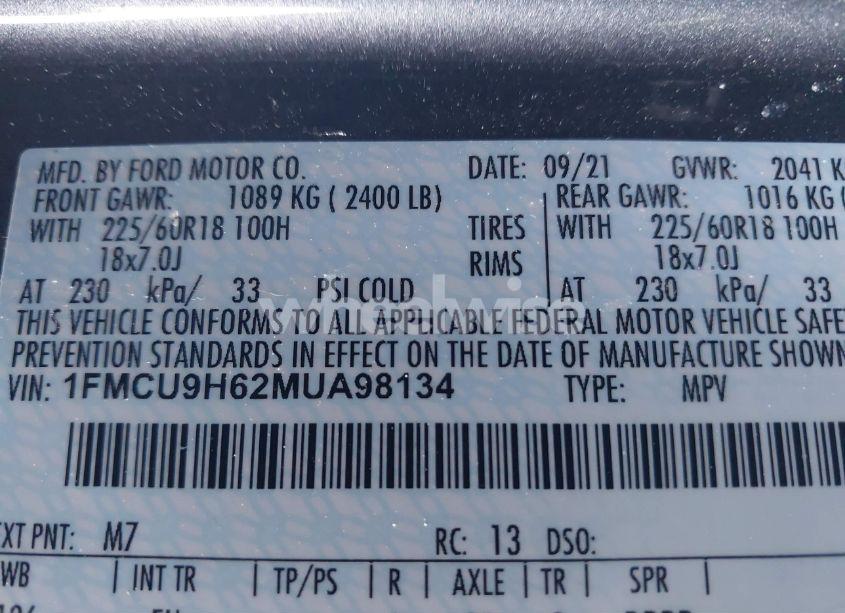 MFD. BY FORD MOTOR CO. DATE: 09/21 GVWR: 2041 K
FRONT GAWR: 1089 KG ( 2400 LB) REAR GAWR: 1016 KG (
WITH 225/60R18 100H TIRES WITH 225/60R18 100H
18x7.0J RIMS 18x7.0J
AT 230 kPa/ 33 PSI COLD AT 230 kPa/ 33
wheelwise
THIS VEHICLE CONFORMS TO ALL APPLICABLE FEDERAL MOTOR VEHICLE SAFE
PREVENTION STANDARDS IN EFFECT ON THE DATE OF MANUFACTURE SHOWN
VIN: 1FMCU9H62MUA98134 TYPE: MPV
EXT PNT: M7 RC: 13 DSO:
WB INT TR TP/PS R AXLE TR SPR